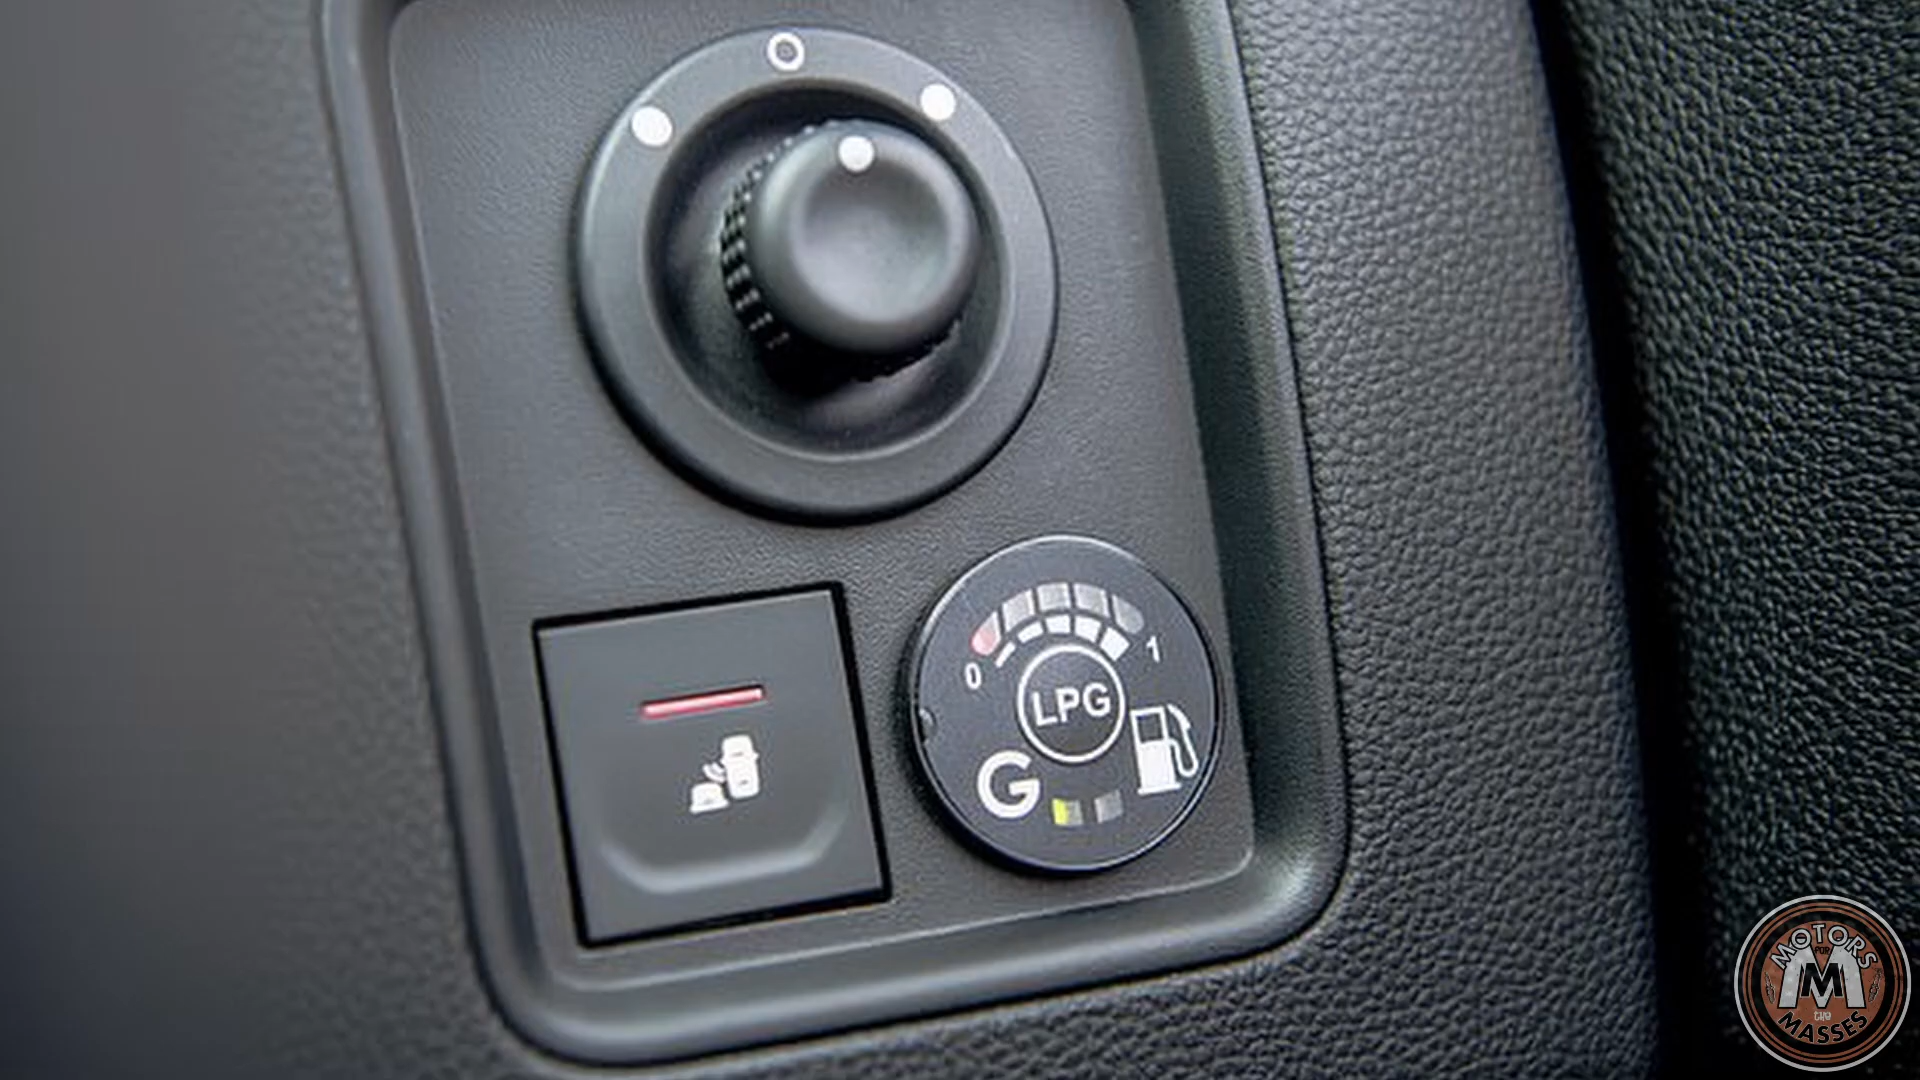 0
1
LPG
G
MOTORS
FOR
M
THE
MASSES